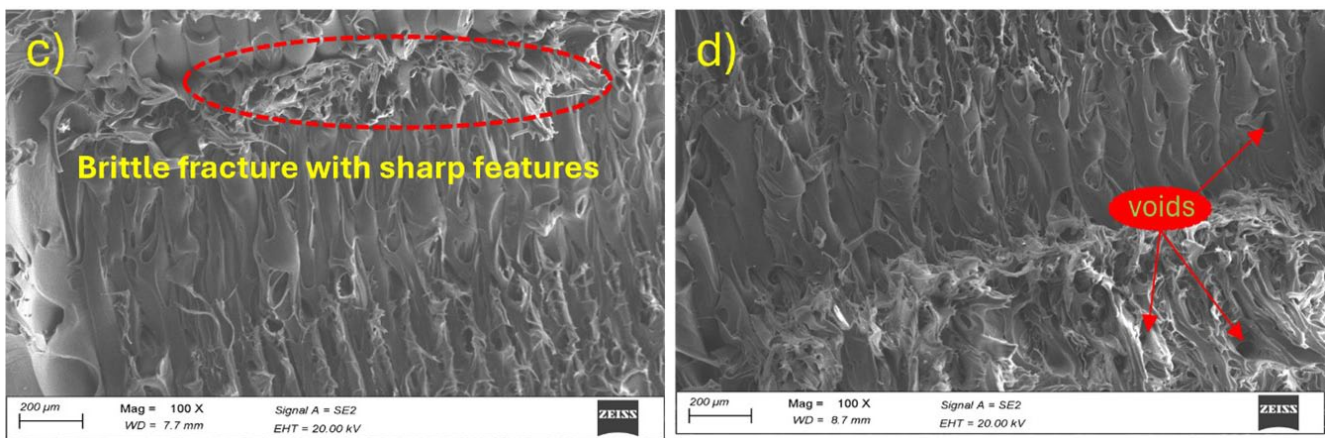 c)
Brittle fracture with sharp features
200 µm
Mag = 100 X
WD = 7.7 mm
Signal A = SE2
EHT = 20.00 kV
ZEISS
d)
voids
200 µm
Mag = 100 X
WD = 8.7 mm
Signal A = SE2
EHT = 20.00 kV
ZEISS